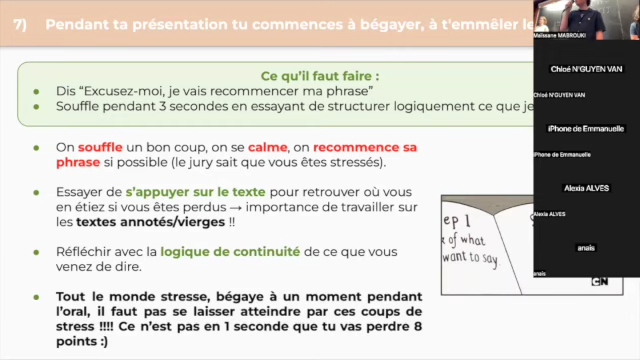 7) Pendant ta présentation tu commences à bégayer, à t'emmêler le
Ce qu'il faut faire :
● Dis “Excusez-moi, je vais recommencer ma phrase”
● Souffle pendant 3 secondes en essayant de structurer logiquement ce que je
● On souffle un bon coup, on se calme, on recommence sa
phrase si possible (le jury sait que vous êtes stressés).
● Essayer de s'appuyer sur le texte pour retrouver où vous
en étiez si vous êtes perdus → importance de travailler sur
les textes annotés/vierges !!
● Réfléchir avec la logique de continuité de ce que vous
venez de dire.
● Tout le monde stresse, bégaye à un moment pendant
l'oral, il faut pas se laisser atteindre par ces coups de
stress !!!! Ce n'est pas en 1 seconde que tu vas perdre 8
points :)
ep 1
of what
want to say.
CN
Maïssane MABROUKI
Chloé N'GUYEN VAN
Chloé N'GUYEN VAN
iPhone de Emmanuelle
iPhone de Emmanuelle
Alexia ALVES
Alexia ALVES
anais
anais